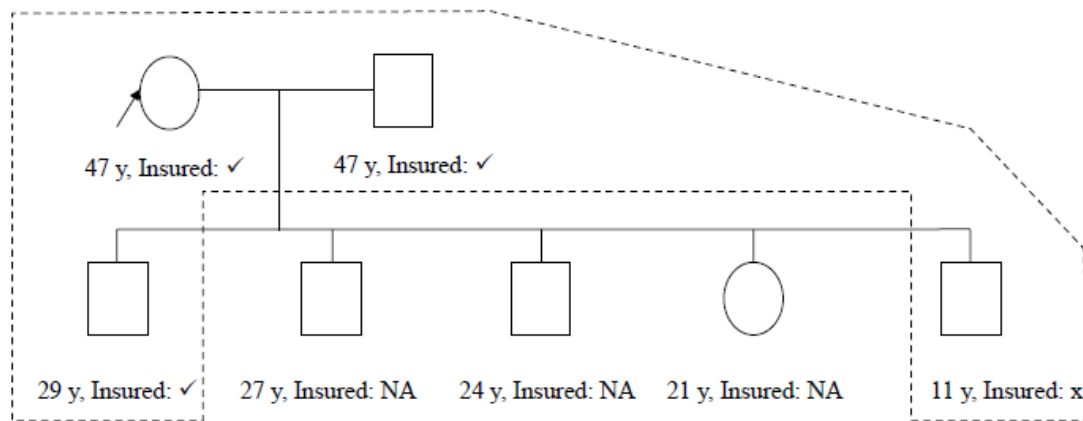 47 y, Insured: ✓
47 y, Insured: ✓
29 y, Insured: ✓
27 y, Insured: NA
24 y, Insured: NA
21 y, Insured: NA
11 y, Insured: x